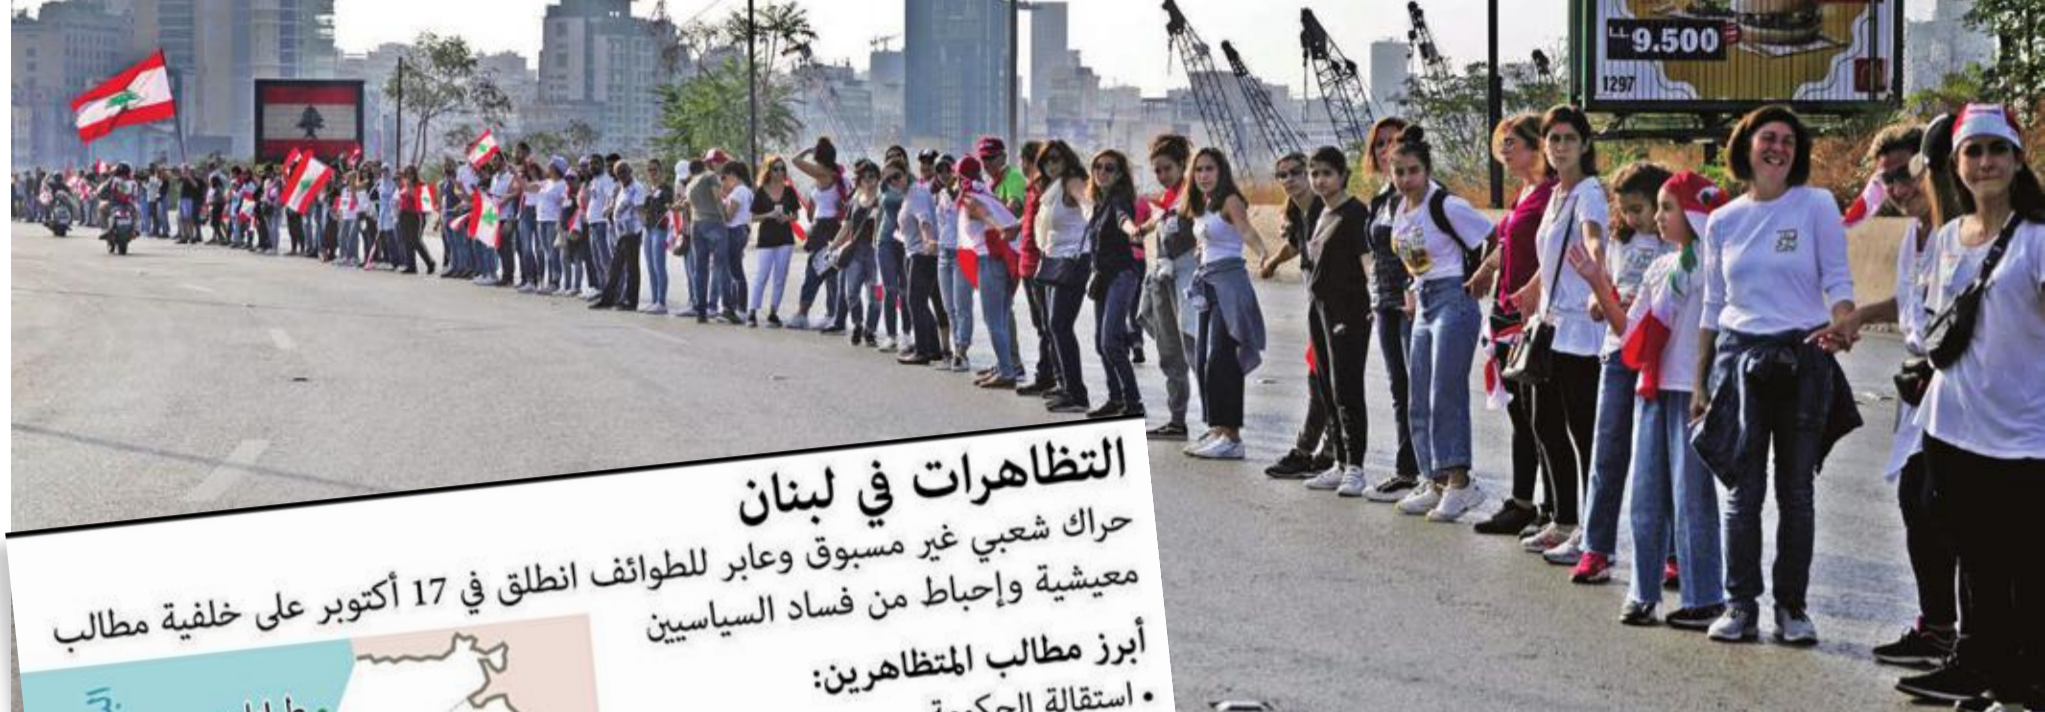 LL 9.500
1297
التظاهرات في لبنان
حراك شعبي غير مسبوق وعابر للطوائف انطلق في 17 أكتوبر على خلفية مطالب
معيشية وإحباط من فساد السياسيين
أبرز مطالب المتظاهرين:
• استقالة الحكومة